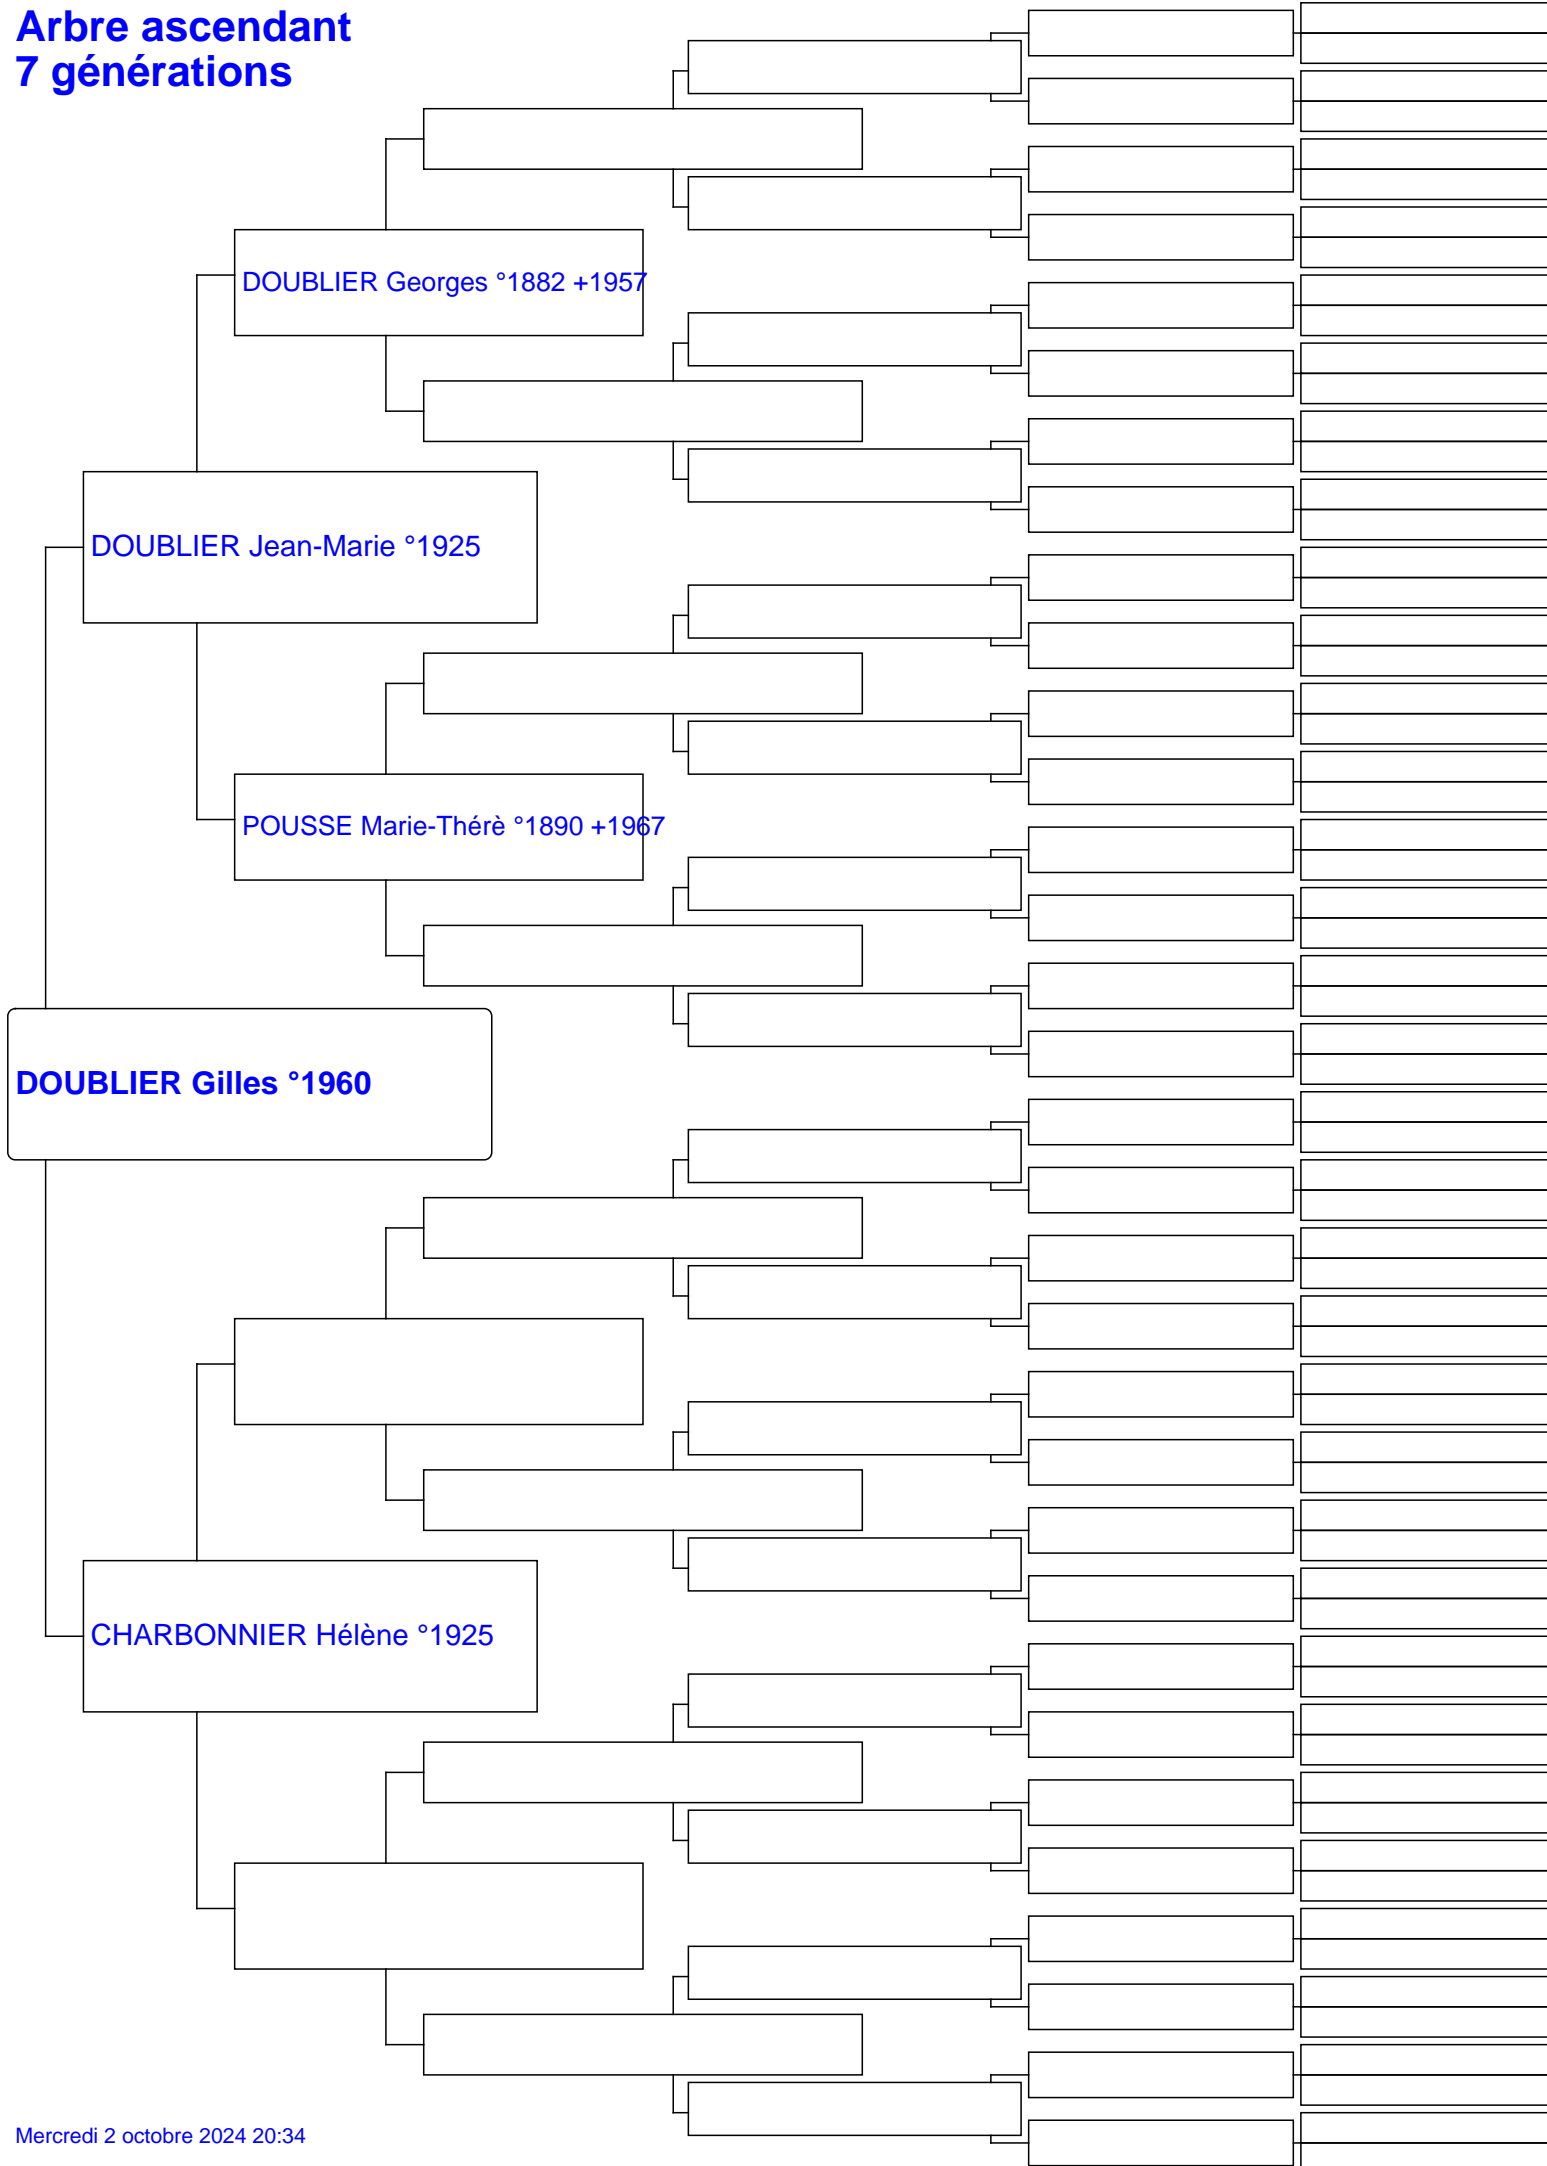 Arbre ascendant
7 générations
DOUBLIER Georges °1882 +1957
DOUBLIER Jean-Marie °1925
POUSSE Marie-Thérè °1890 +1967
DOUBLIER Gilles °1960
CHARBONNIER Hélène °1925
Mercredi 2 octobre 2024 20:34